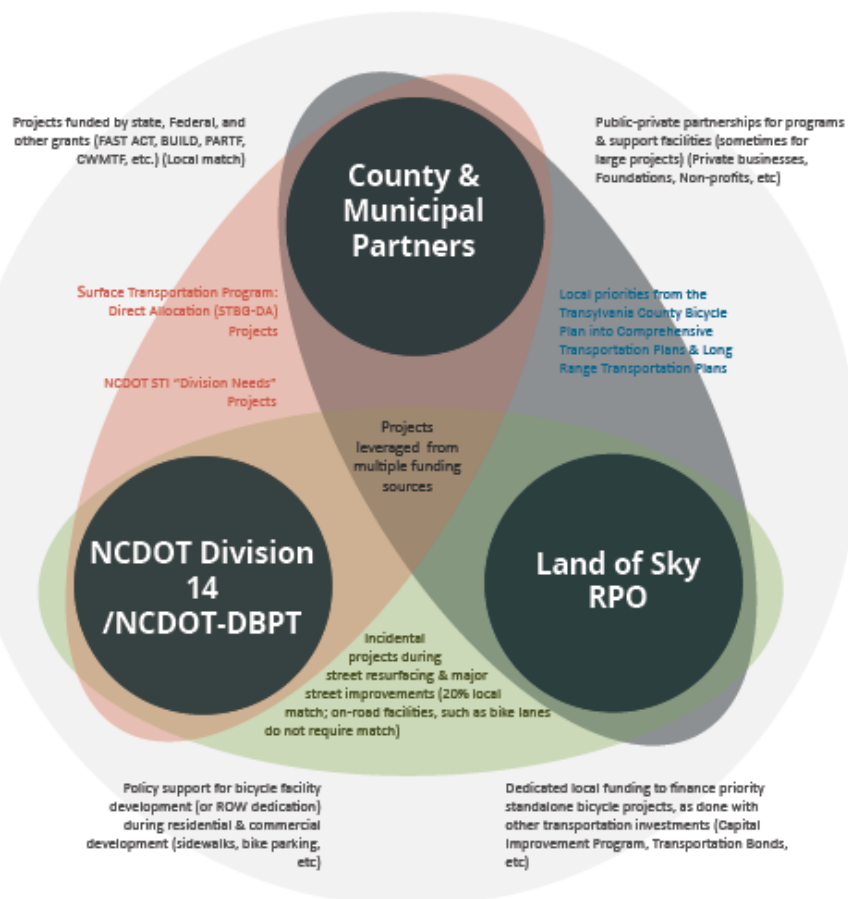 Projects funded by state, Federal, and
other grants (FAST ACT, BUILD, PARTF,
CWMTF, etc.) (Local match)
Public-private partnerships for programs
& support facilities (sometimes for
large projects) (Private businesses,
Foundations, Non-profits, etc)
County &
Municipal
Partners
Surface Transportation Program:
Direct Allocation (STBG-DA)
Projects
NCDOT STI "Division Needs"
Projects
Local priorities from the
Transylvania County Bicycle
Plan into Comprehensive
Transportation Plans & Long
Range Transportation Plans
Projects
leveraged from
multiple funding
sources
NCDOT Division
14
/NCDOT-DBPT
Land of Sky
RPO
Incidental
projects during
street resurfacing & major
street improvements (20% local
match; on-road facilities, such as bike lanes
do not require match)
Policy support for bicycle facility
development (or ROW dedication)
during residential & commercial
development (sidewalks, bike parking,
etc)
Dedicated local funding to finance priority
standalone bicycle projects, as done with
other transportation investments (Capital
Improvement Program, Transportation Bonds,
etc)